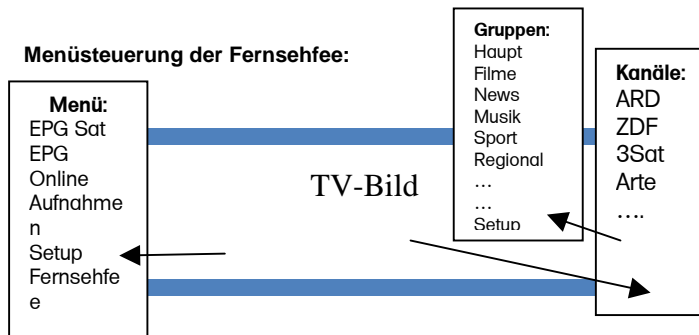 Menüsteuerung der Fernsehfee:
Menü:
EPG Sat
EPG
Online
Aufnahme
n
Setup
Fernsehfe
e
TV-Bild
Gruppen:
Haupt
Filme
News
Musik
Sport
Regional
…
…
Setup
Kanäle:
ARD
ZDF
3Sat
Arte
….